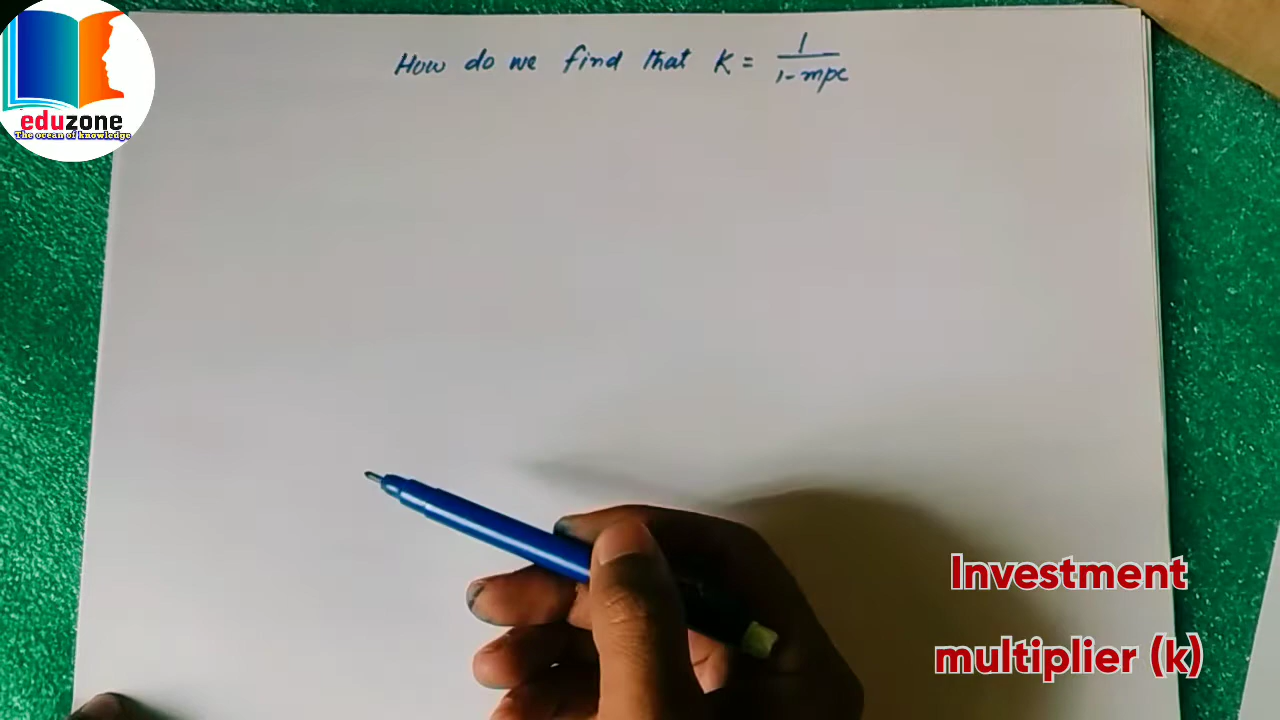 How do we find that K = 1 / 1 - mpc
eduzone
The ocean of knowledge
Investment
multiplier (k)